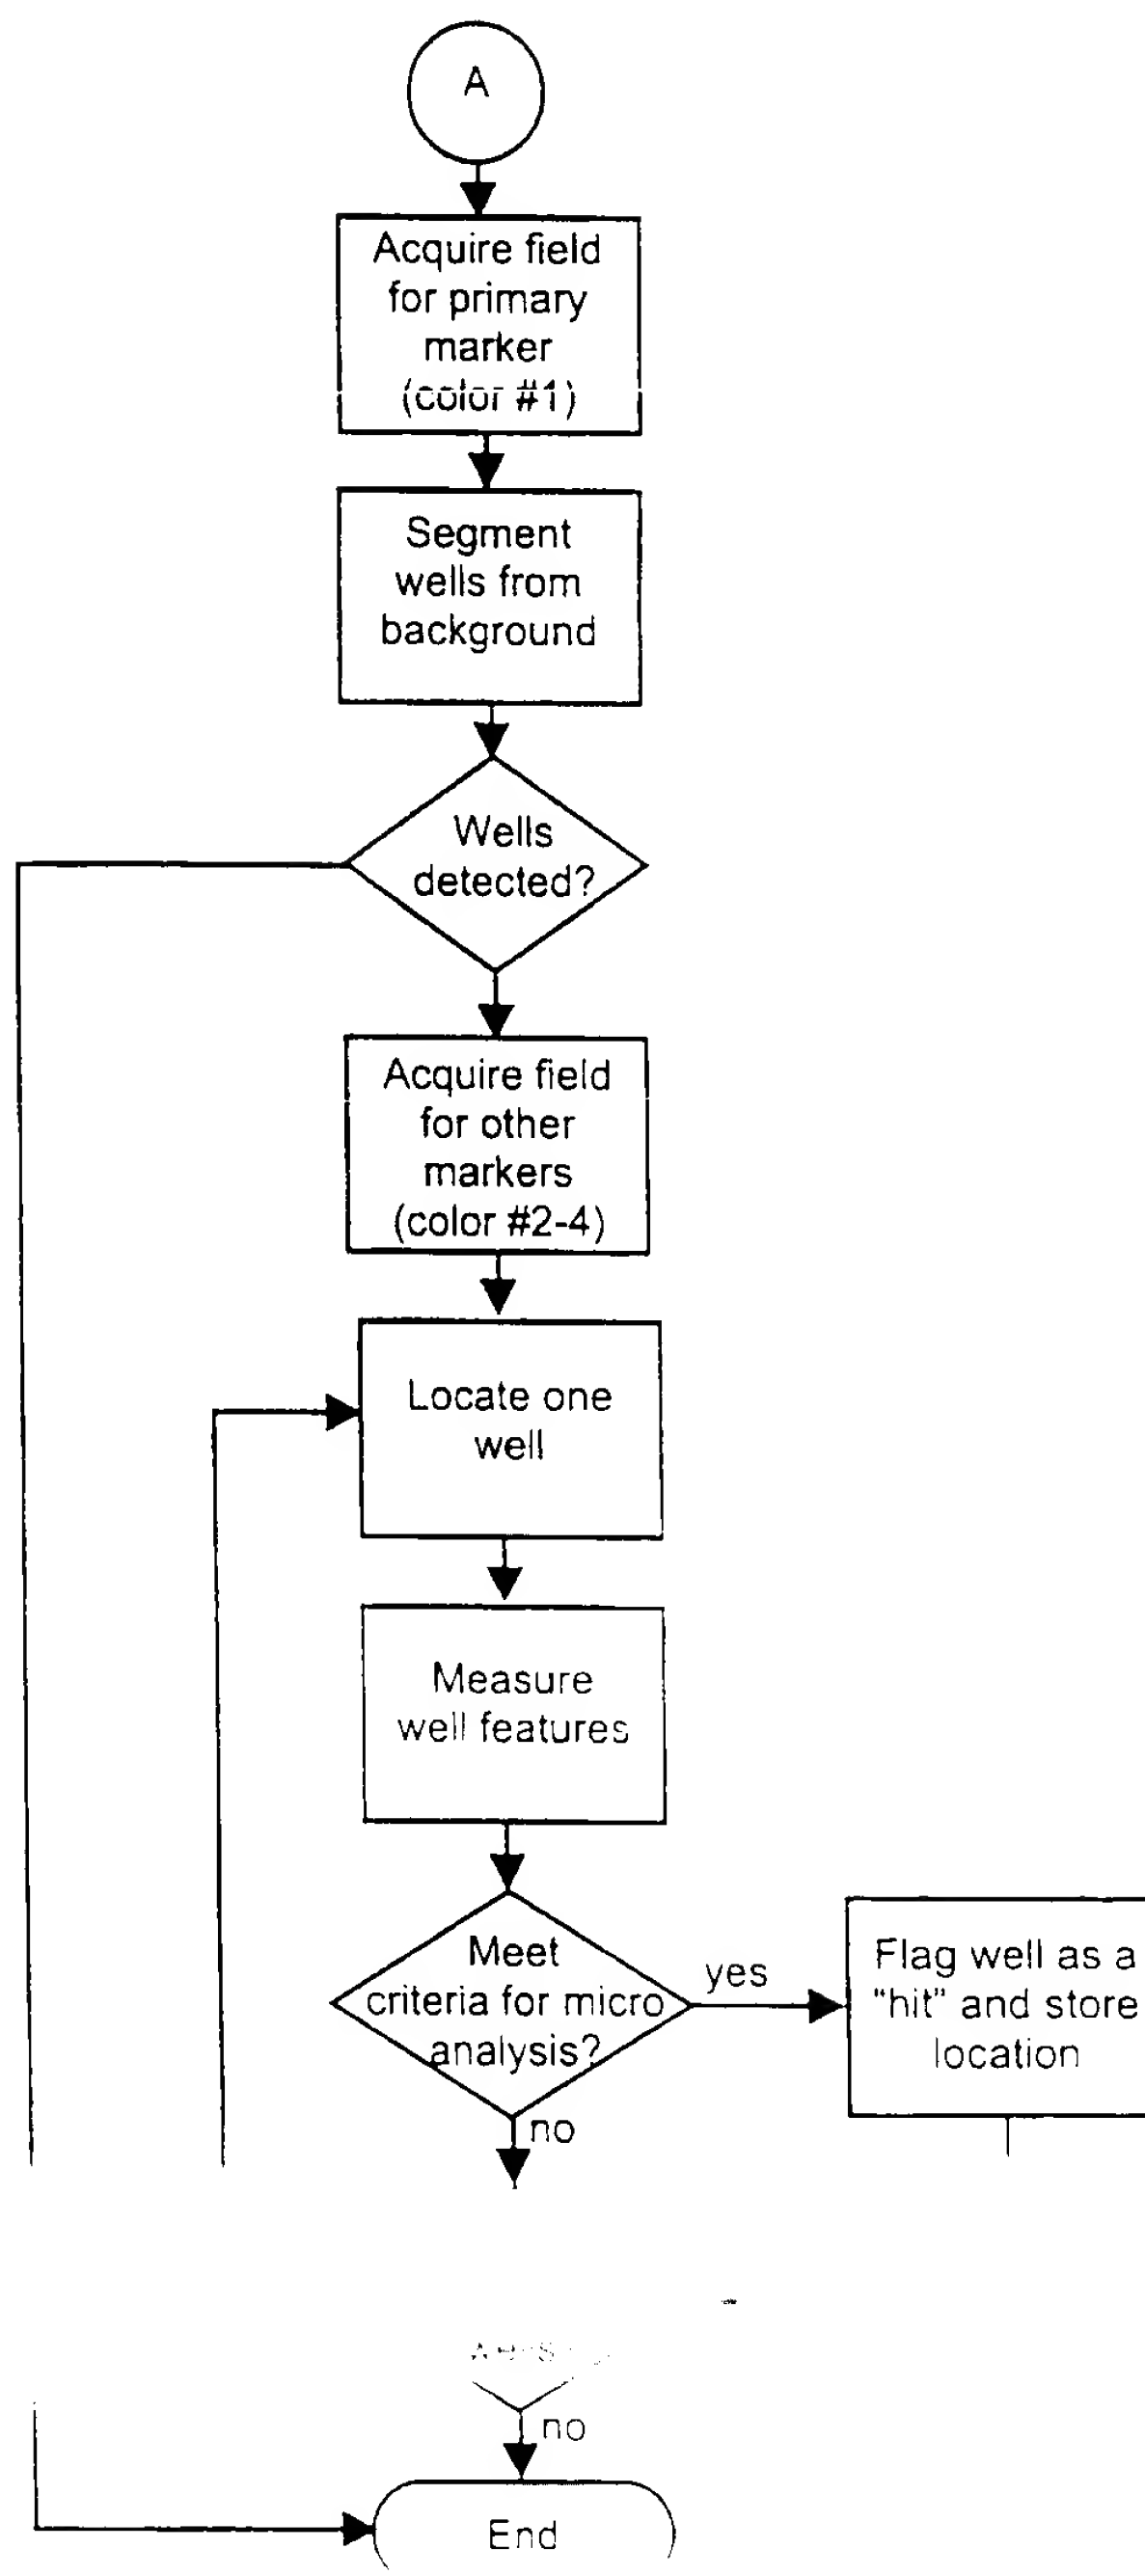 A
Acquire field
for primary
marker
(color #1)
Segment
wells from
background
Wells
detected?
Acquire field
for other
markers
(color #2-4)
Locate one
well
Measure
well features
Meet
criteria for micro
analysis?
yes
Flag well as a
"hit" and store
location
no
no
End